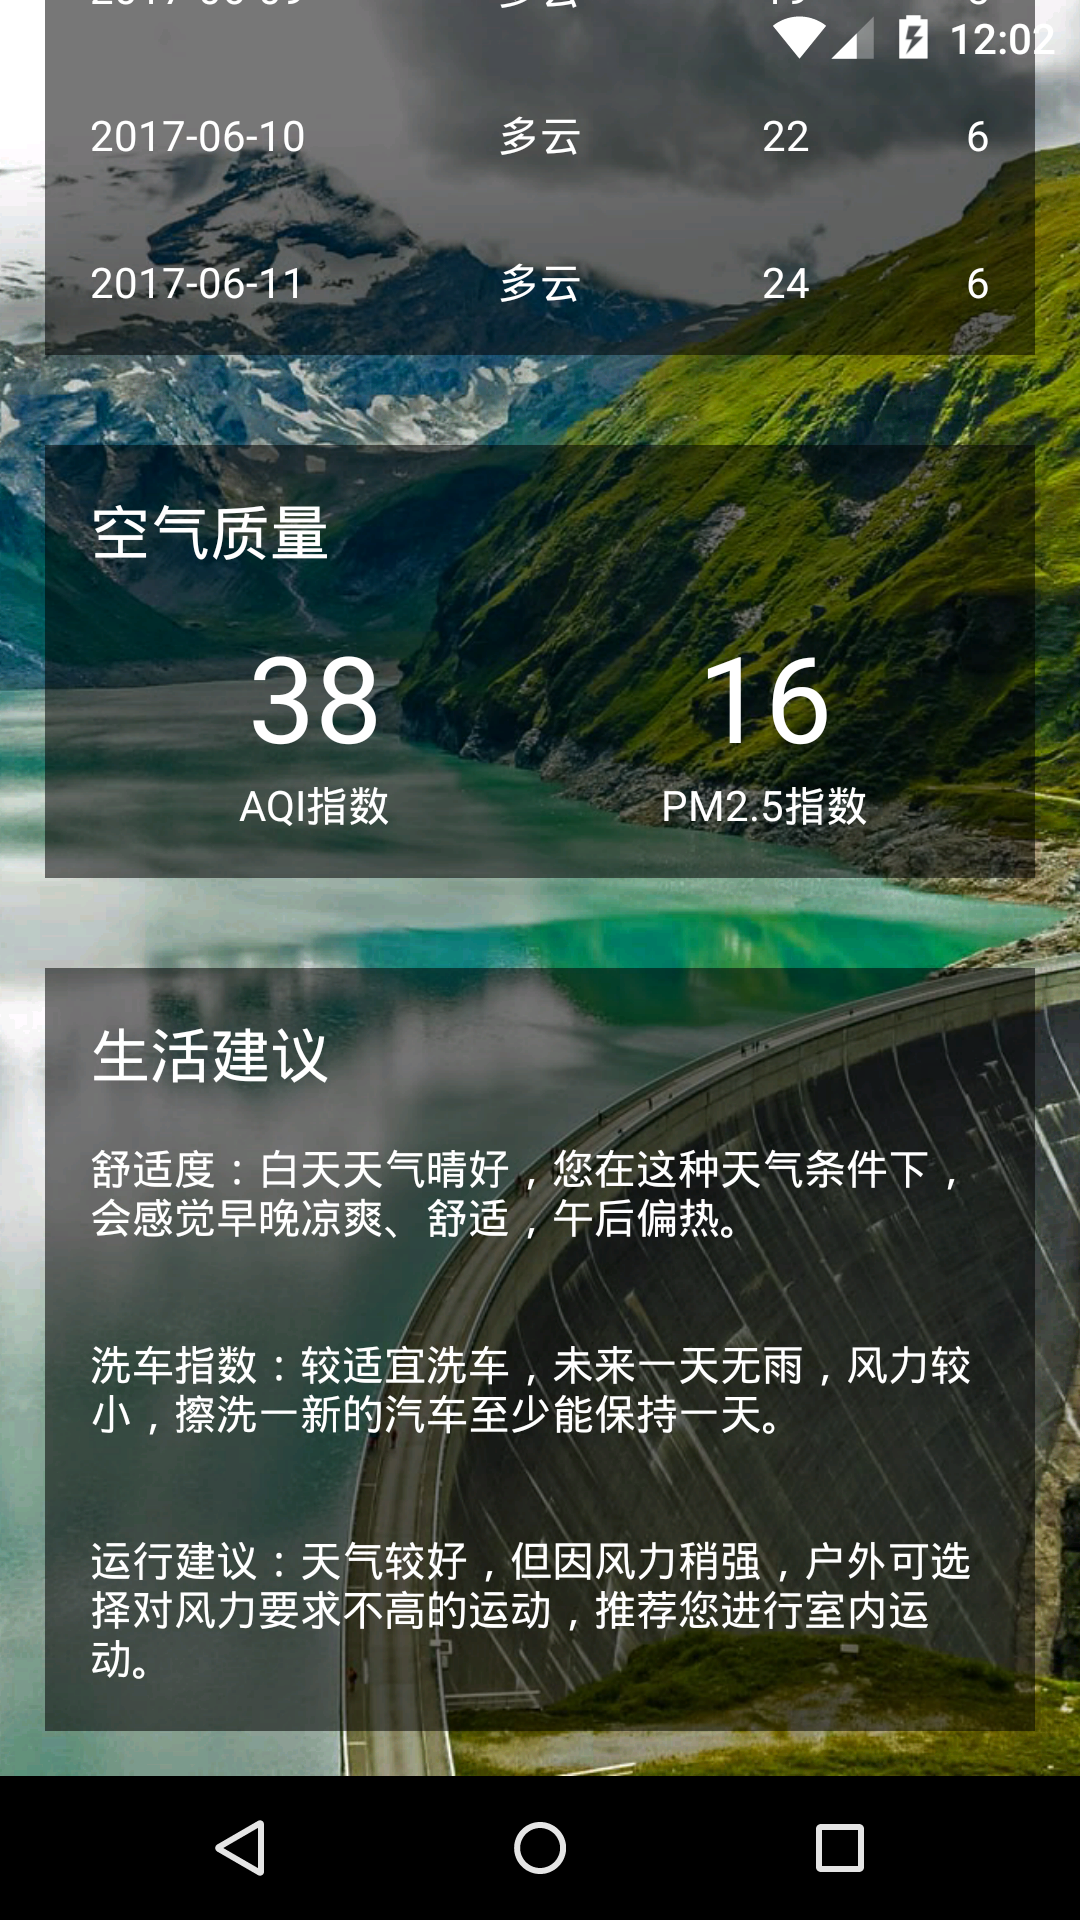 12:02
2017-06-10 多云 22 6
2017-06-11 多云 24 6
空气质量
38 16
AQI指数 PM2.5指数
生活建议
舒适度：白天天气晴好，您在这种天气条件下，
会感觉早晚凉爽、舒适，午后偏热。
洗车指数：较适宜洗车，未来一天无雨，风力较
小，擦洗一新的汽车至少能保持一天。
运行建议：天气较好，但因风力稍强，户外可选
择对风力要求不高的运动，推荐您进行室内运
动。